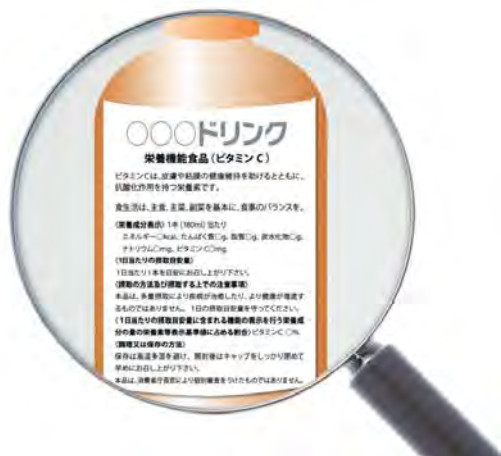 ○○○ドリンク
栄養機能食品(ビタミンC)
ビタミンCは、皮膚や粘膜の健康維持を助けるとともに、
抗酸化作用を持つ栄養素です。
食生活は、主食、主菜、副菜を基本に、食事のバランスを。
〈栄養成分表示〉1本(180ml)当たり
エネルギー○kcal、たんぱく質○g、脂質○g、炭水化物○g、
ナトリウム○mg、ビタミンC○mg
〈1日当たりの摂取目安量〉
1日当たり1本を目安にお召し上がり下さい。
〈摂取の方法及び摂取する上での注意事項〉
本品は、多量摂取により疾病が治癒したり、より健康が増進す
るものではありません。1日の摂取目安量を守ってください。
〈1日当たりの摂取目安量に含まれる機能の表示を行う栄養成
分の量の栄養素等表示基準値に占める割合〉ビタミンC ○%
〈調理又は保存の方法〉
保存は高温多湿を避け、開封後はキャップをしっかり閉めて
早めにお召し上がり下さい。
本品は、消費者庁長官により個別審査をうけたものではありません。